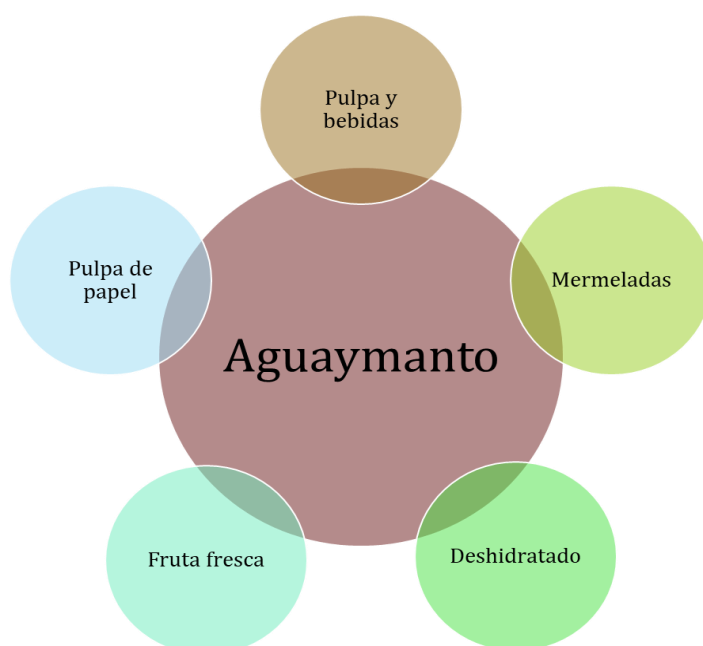 Pulpa y
bebidas
Pulpa de
papel
Mermeladas
Aguaymanto
Fruta fresca
Deshidratado